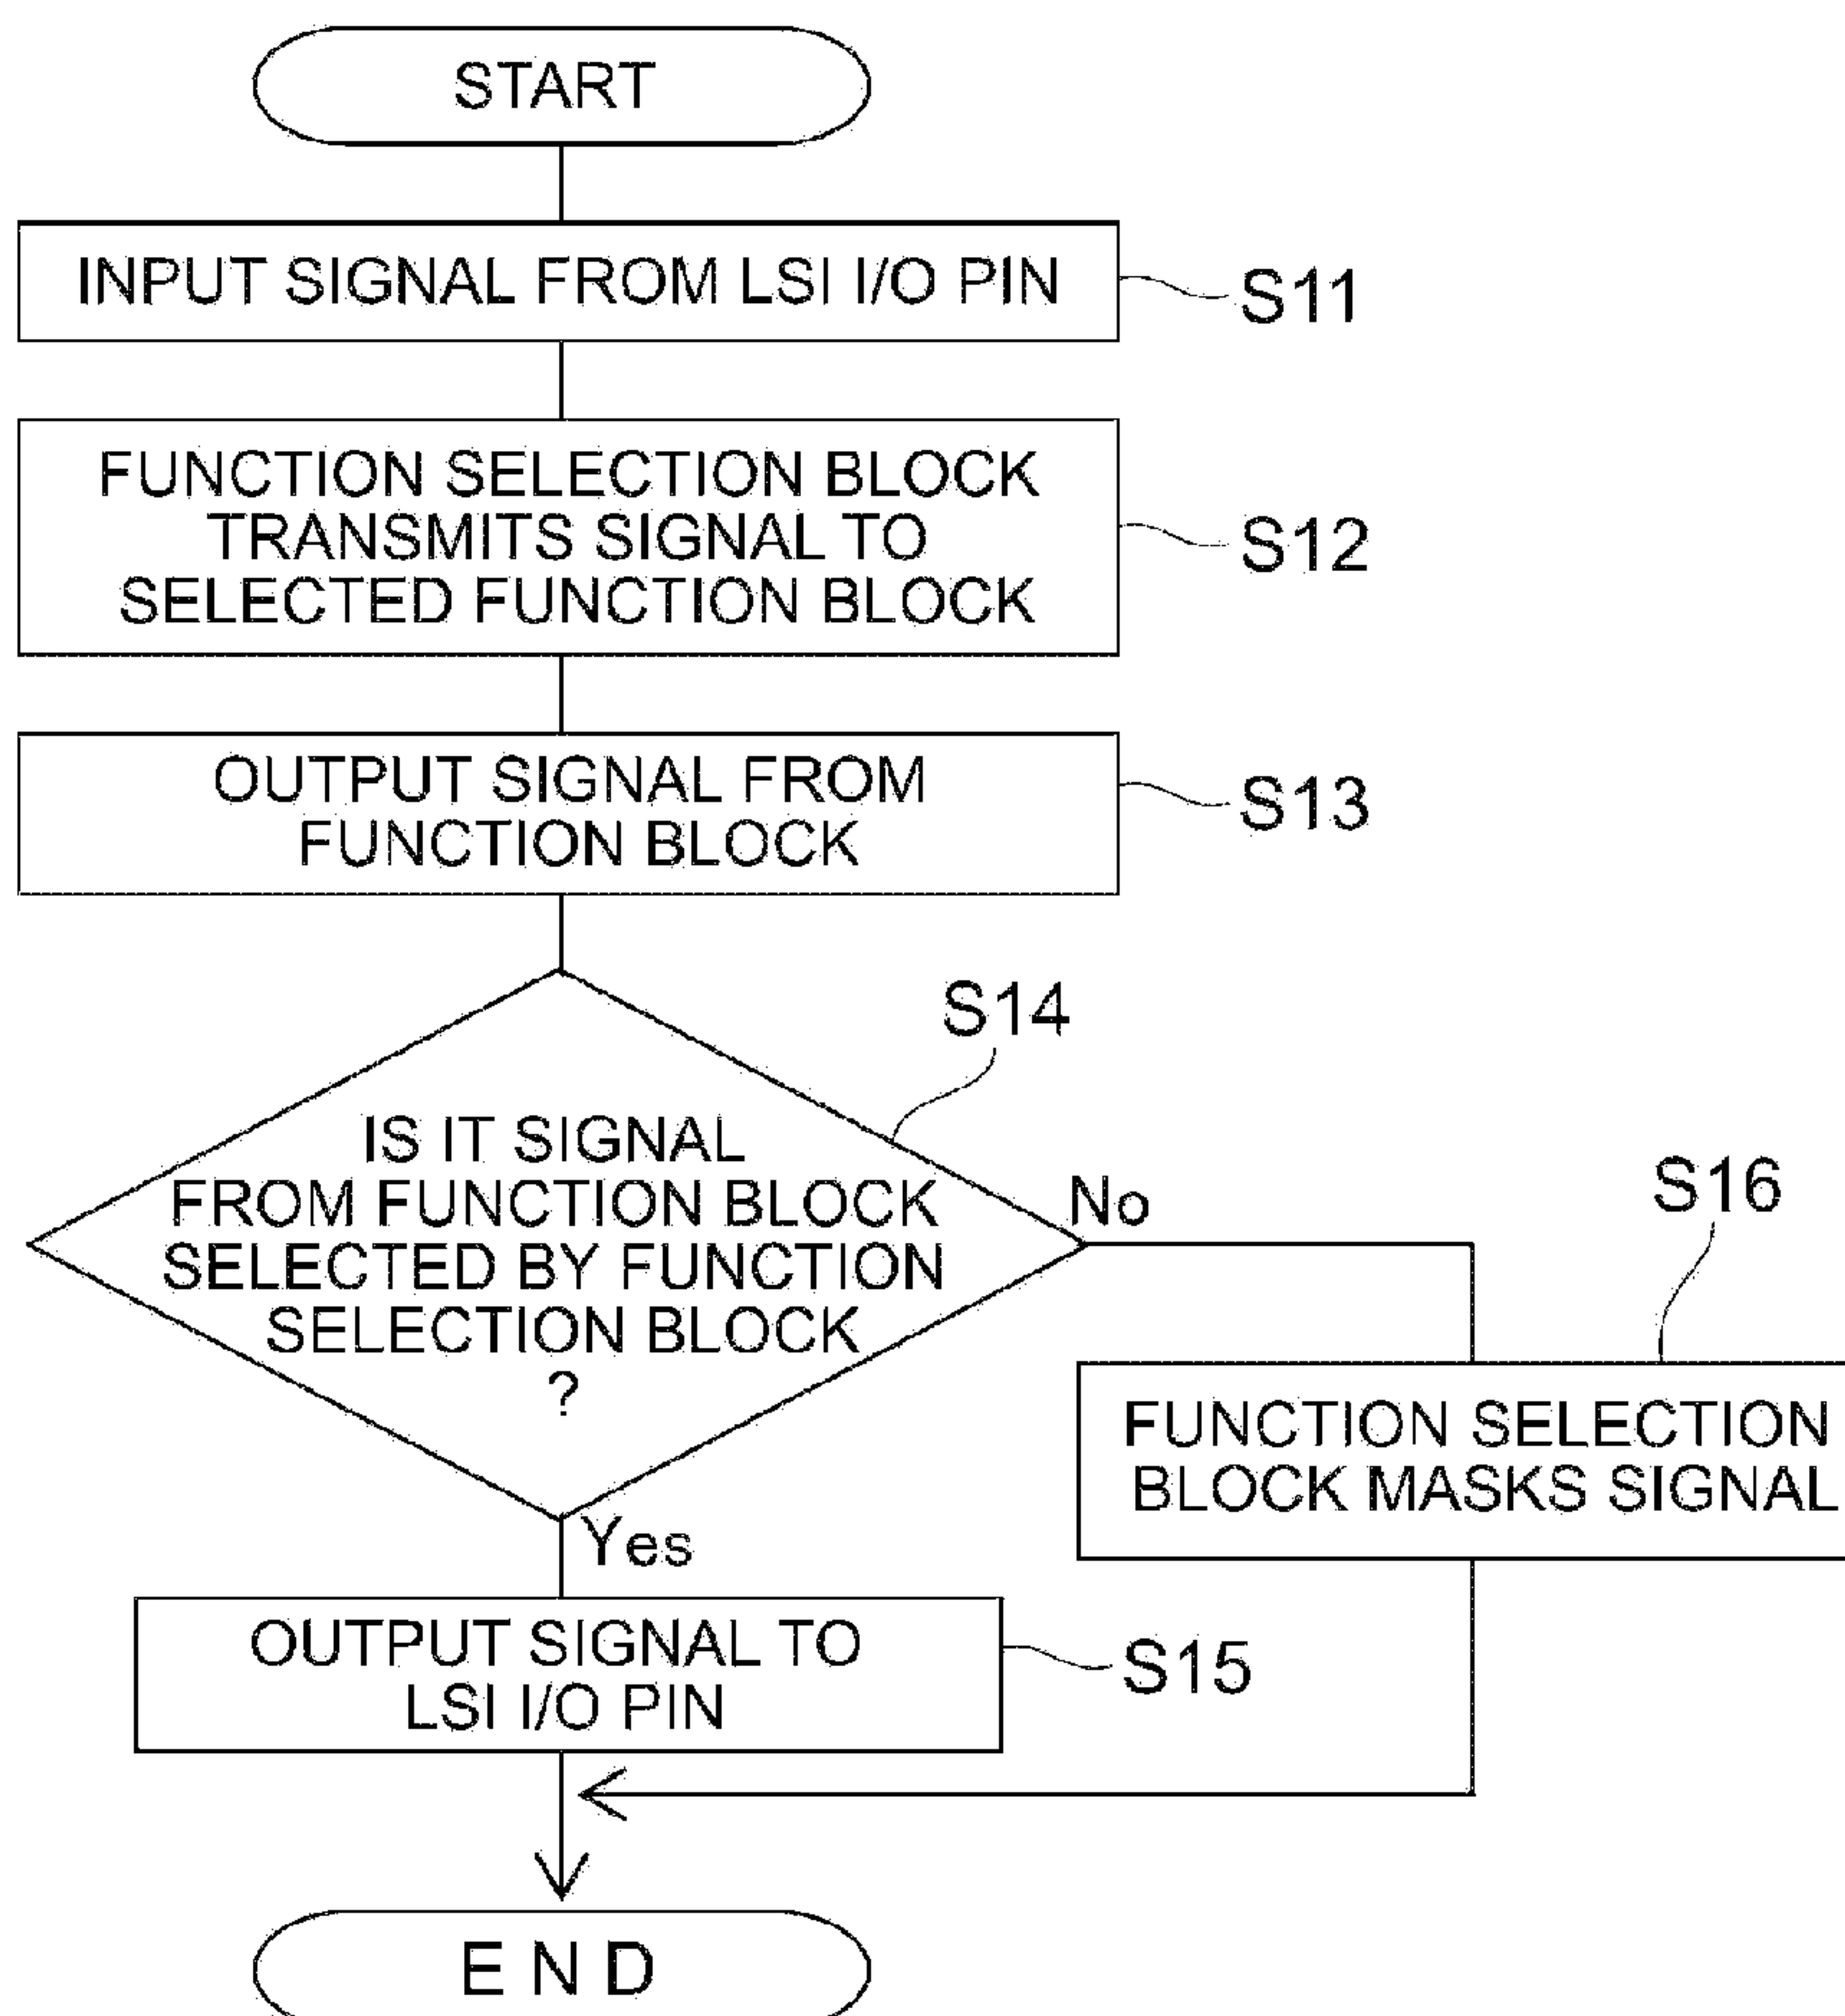 START
INPUT SIGNAL FROM LSI I/O PIN
S11
FUNCTION SELECTION BLOCK
TRANSMITS SIGNAL TO
SELECTED FUNCTION BLOCK
S12
OUTPUT SIGNAL FROM
FUNCTION BLOCK
S13
S14
IS IT SIGNAL
FROM FUNCTION BLOCK
SELECTED BY FUNCTION
SELECTION BLOCK
?
No
S16
FUNCTION SELECTION
BLOCK MASKS SIGNAL
Yes
OUTPUT SIGNAL TO
LSI I/O PIN
S15
END